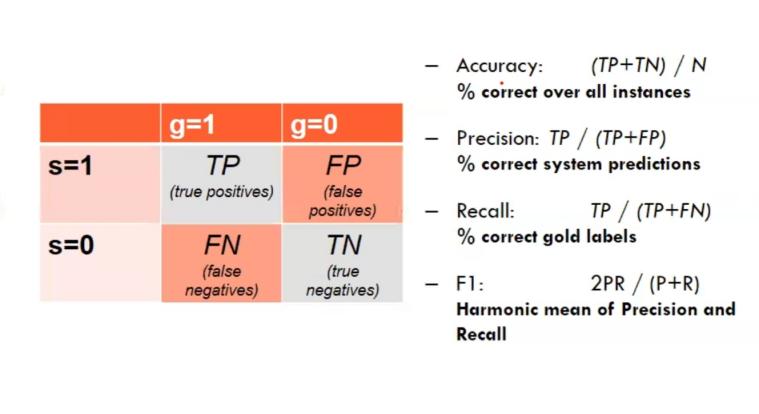 g=1 g=0
s=1 TP FP
(true positives) (false
positives)
s=0 FN TN
(false (true
negatives) negatives)
– Accuracy: (TP+TN) / N
% correct over all instances
– Precision: TP / (TP+FP)
% correct system predictions
– Recall: TP / (TP+FN)
% correct gold labels
– F1: 2PR / (P+R)
Harmonic mean of Precision and
Recall